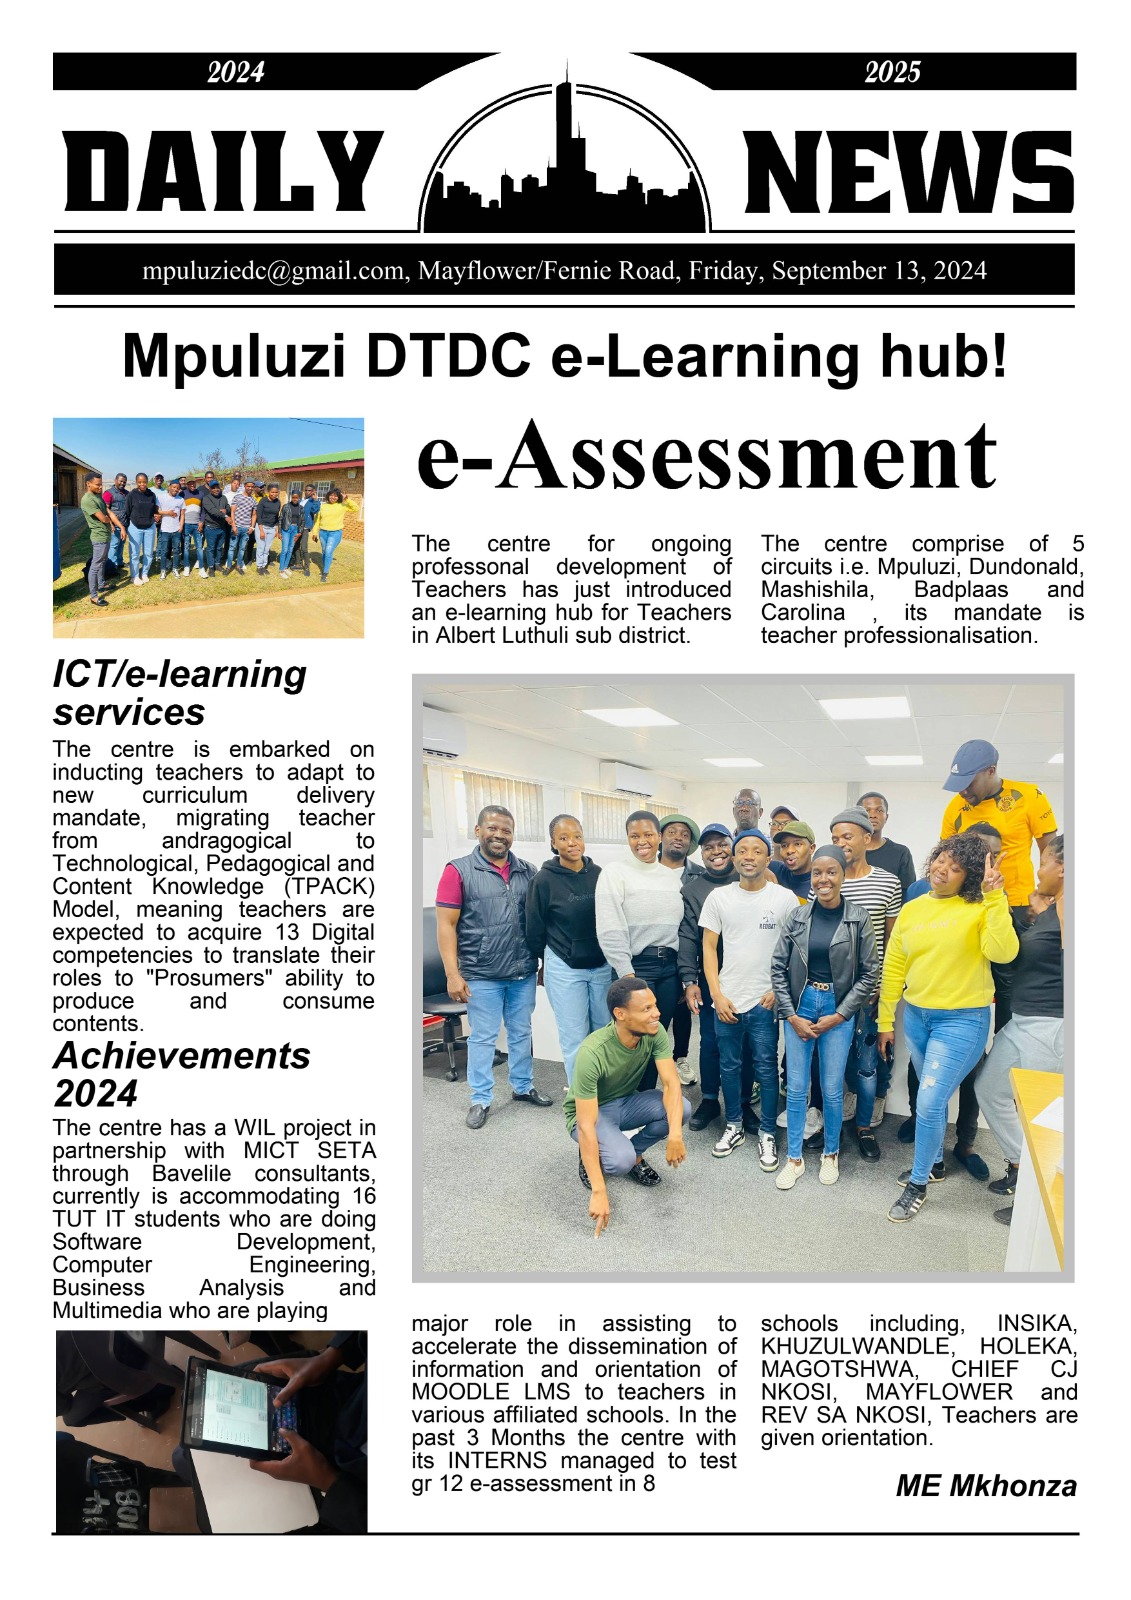 2024
2025
DAILY NEWS
mpuluziedc@gmail.com, Mayflower/Fernie Road, Friday, September 13, 2024
Mpuluzi DTDC e-Learning hub!
ICT/e-learning
services
The centre is embarked on
inducting teachers to adapt to
new curriculum delivery
mandate, migrating teacher
from andragogical to
Technological, Pedagogical and
Content Knowledge (TPACK)
Model, meaning teachers are
expected to acquire 13 Digital
competencies to translate their
roles to "Prosumers" ability to
produce and consume
contents.
Achievements
2024
The centre has a WIL project in
partnership with MICT SETA
through Bavelile consultants,
currently is accommodating 16
TUT IT students who are doing
Software Development,
Computer Engineering,
Business Analysis and
Multimedia who are playing
e-Assessment
The centre for ongoing
professonal development of
Teachers has just introduced
an e-learning hub for Teachers
in Albert Luthuli sub district.
The centre comprise of 5
circuits i.e. Mpuluzi, Dundonald,
Mashishila, Badplaas and
Carolina , its mandate is
teacher professionalisation.
REDBAT
major role in assisting to
accelerate the dissemination of
information and orientation of
MOODLE LMS to teachers in
various affiliated schools. In the
past 3 Months the centre with
its INTERNS managed to test
gr 12 e-assessment in 8
schools including, INSIKA,
KHUZULWANDLE, HOLEKA,
MAGOTSHWA, CHIEF CJ
NKOSI, MAYFLOWER and
REV SA NKOSI, Teachers are
given orientation.
ME Mkhonza